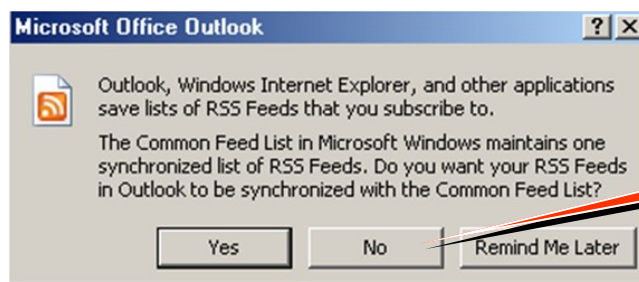 Microsoft Office Outlook
Outlook, Windows Internet Explorer, and other applications
save lists of RSS Feeds that you subscribe to.
The Common Feed List in Microsoft Windows maintains one
synchronized list of RSS Feeds. Do you want your RSS Feeds
in Outlook to be synchronized with the Common Feed List?
Yes No Remind Me Later